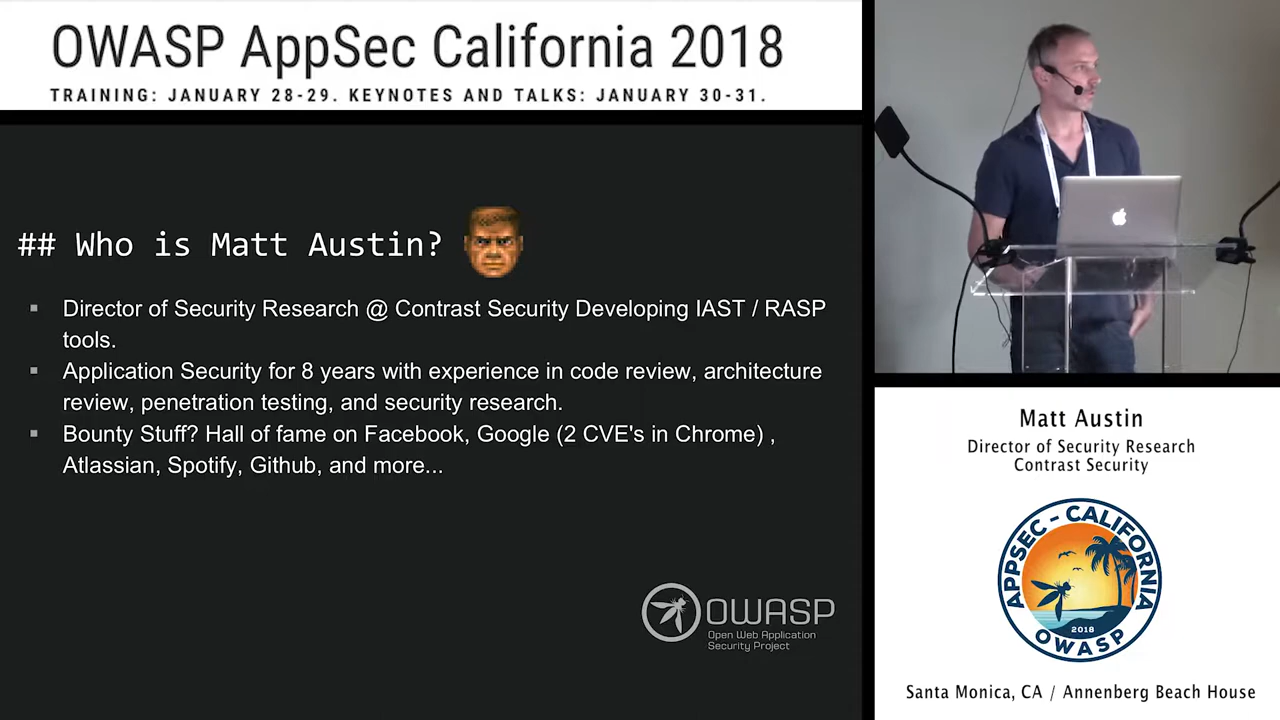 OWASP AppSec California 2018
TRAINING: JANUARY 28-29. KEYNOTES AND TALKS: JANUARY 30-31.
## Who is Matt Austin?
Director of Security Research @ Contrast Security Developing IAST / RASP
tools.
Application Security for 8 years with experience in code review, architecture
review, penetration testing, and security research.
Bounty Stuff? Hall of fame on Facebook, Google (2 CVE's in Chrome) ,
Atlassian, Spotify, Github, and more...
OWASP
Open Web Application
Security Project
Matt Austin
Director of Security Research
Contrast Security
APPSEC - CALIFORNIA
2018
OWASP
Santa Monica, CA / Annenberg Beach House